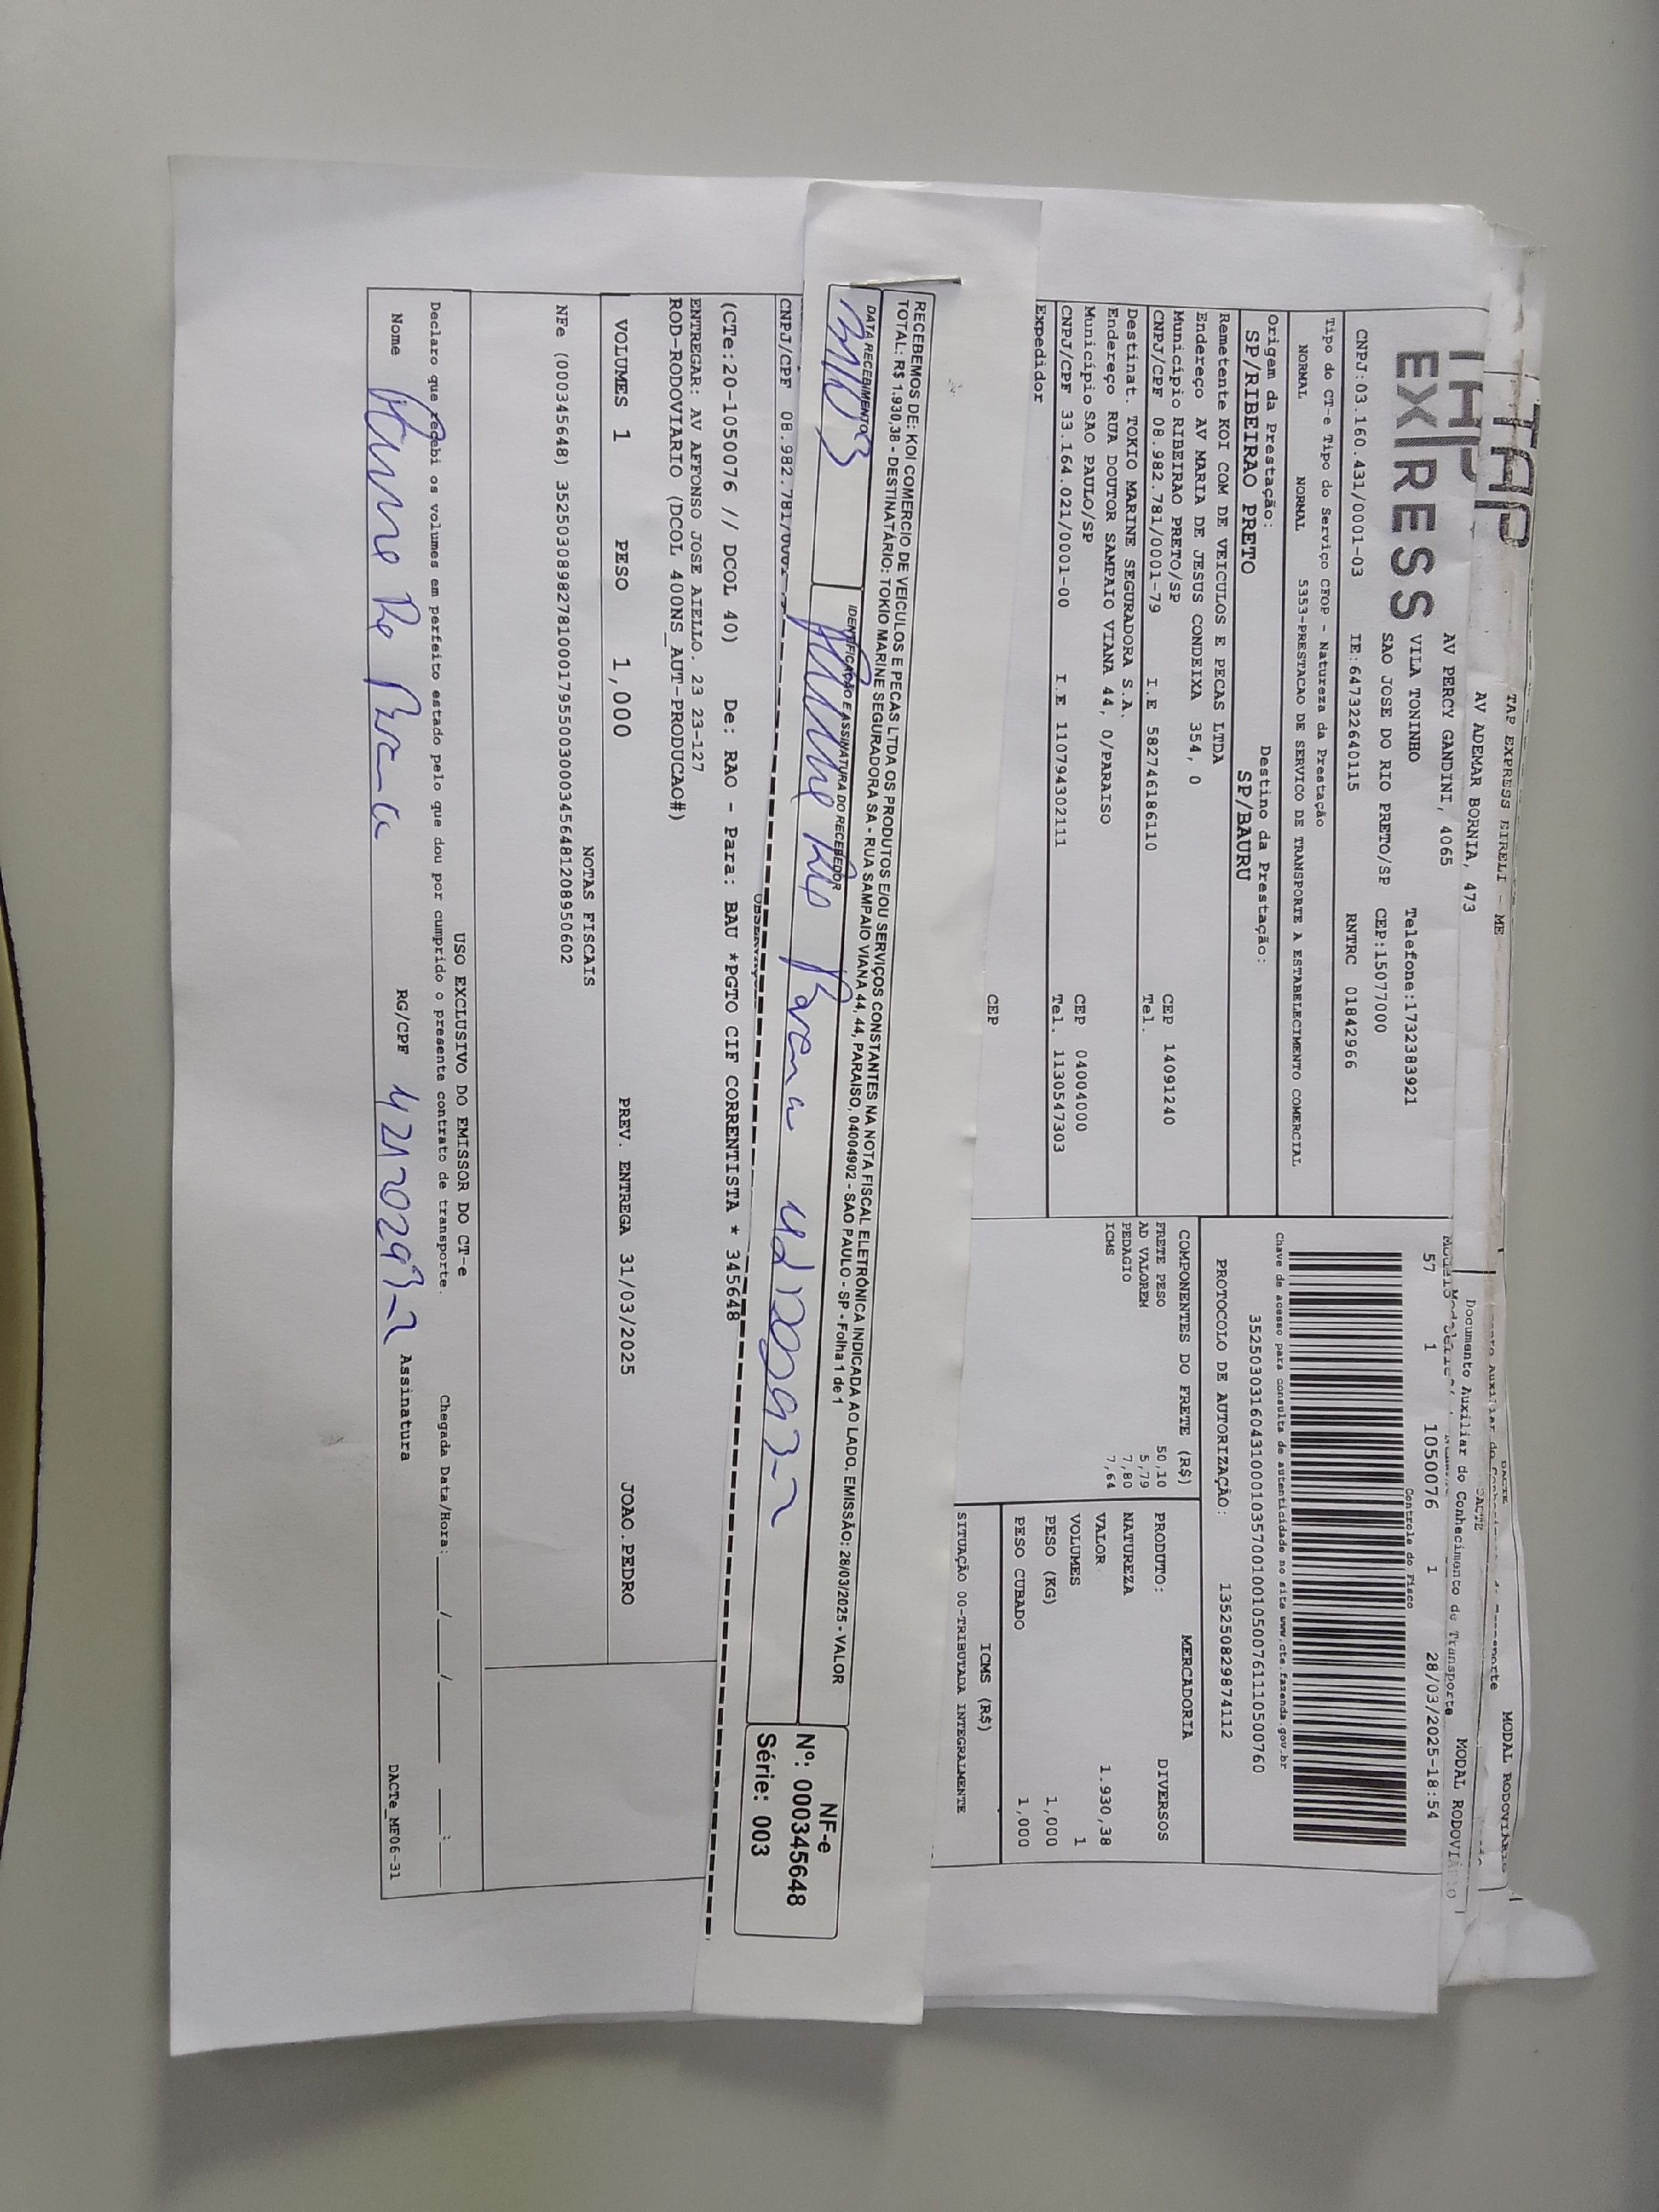 TAP
TAP EXPRESS EIRELI - ME
AV ADEMAR BORNIA, 473
MODAL RODOVIÁRIO
DACTE
Documento Auxiliar do Conhecimento de Transporte
MODAL RODOVIÁRIO
EXPRESS
AV PERCY GANDINI, 4065
VILA TONINHO
Telefone:1732383921
SAO JOSE DO RIO PRETO/SP CEP:15077000
CNPJ:03.160.431/0001-03 IE:647322640115 RNTRC 01842966
57 1 1050076 1 28/03/2025-18:54
Controle do Fisco
Tipo do CT-e Tipo do Serviço CFOP - Natureza da Prestação
NORMAL NORMAL 5353-PRESTACAO DE SERVICO DE TRANSPORTE A ESTABELECIMENTO COMERCIAL
Chave de acesso para consulta de autenticidade no site www.cte.fazenda.gov.br
35250303160431000103570010010500761110500760
Origem da Prestação: Destino da Prestação:
SP/RIBEIRAO PRETO SP/BAURU
PROTOCOLO DE AUTORIZAÇÃO: 135250829874112
Remetente KOI COM DE VEICULOS E PECAS LTDA
Endereço AV MARIA DE JESUS CONDEIXA 354, 0
Município RIBEIRAO PRETO/SP CEP 14091240
CNPJ/CPF 08.982.781/0001-79 I.E 582746186110 Tel.
Destinat. TOKIO MARINE SEGURADORA S.A.
Endereço RUA DOUTOR SAMPAIO VIANA 44, 0/PARAISO
Município SAO PAULO/SP CEP 04004000
CNPJ/CPF 33.164.021/0001-00 I.E 110794302111 Tel. 1130547303
Expedidor
CEP
COMPONENTES DO FRETE (R$)
FRETE PESO 50,10
AD VALOREM 5,79
PEDAGIO 7,80
ICMS 7,64
MERCADORIA
PRODUTO: DIVERSOS
NATUREZA
VALOR 1.930,38
VOLUMES 1
PESO (KG) 1,000
PESO CUBADO 1,000
ICMS (R$)
SITUAÇÃO 00-TRIBUTADA INTEGRALMENTE
RECEBEMOS DE: KOI COMERCIO DE VEICULOS E PECAS LTDA OS PRODUTOS E/OU SERVIÇOS CONSTANTES NA NOTA FISCAL ELETRÔNICA INDICADA AO LADO. EMISSÃO: 28/03/2025 - VALOR
TOTAL: R$ 1.930,38 - DESTINATÁRIO: TOKIO MARINE SEGURADORA SA - RUA SAMPAIO VIANA 44, 44, PARAISO, 04004902 - SAO PAULO - SP - Folha 1 de 1
DATA RECEBIMENTO IDENTIFICAÇÃO E ASSINATURA DO RECEBEDOR
NF-e
Nº: 000345648
Série: 003
CNPJ/CPF 08.982.781/0001
(CTe:20-1050076 // DCOL 40) De: RAO - Para: BAU *PGTO CIF CORRENTISTA * 345648
ENTREGAR: AV AFFONSO JOSE AIELLO. 23 23-127
ROD-RODOVIARIO (DCOL 400NS_AUT-PRODUCAO#)
VOLUMES 1 PESO 1,000 PREV. ENTREGA 31/03/2025 JOAO.PEDRO
NOTAS FISCAIS
NFe (000345648) 35250308982781000179550030003456481208950602
USO EXCLUSIVO DO EMISSOR DO CT-e
Declaro que recebi os volumes em perfeito estado pelo que dou por cumprido o presente contrato de transporte. Chegada Data/Hora:___/___/_____ __:__
Nome RG/CPF Assinatura DACTe_MF06-31